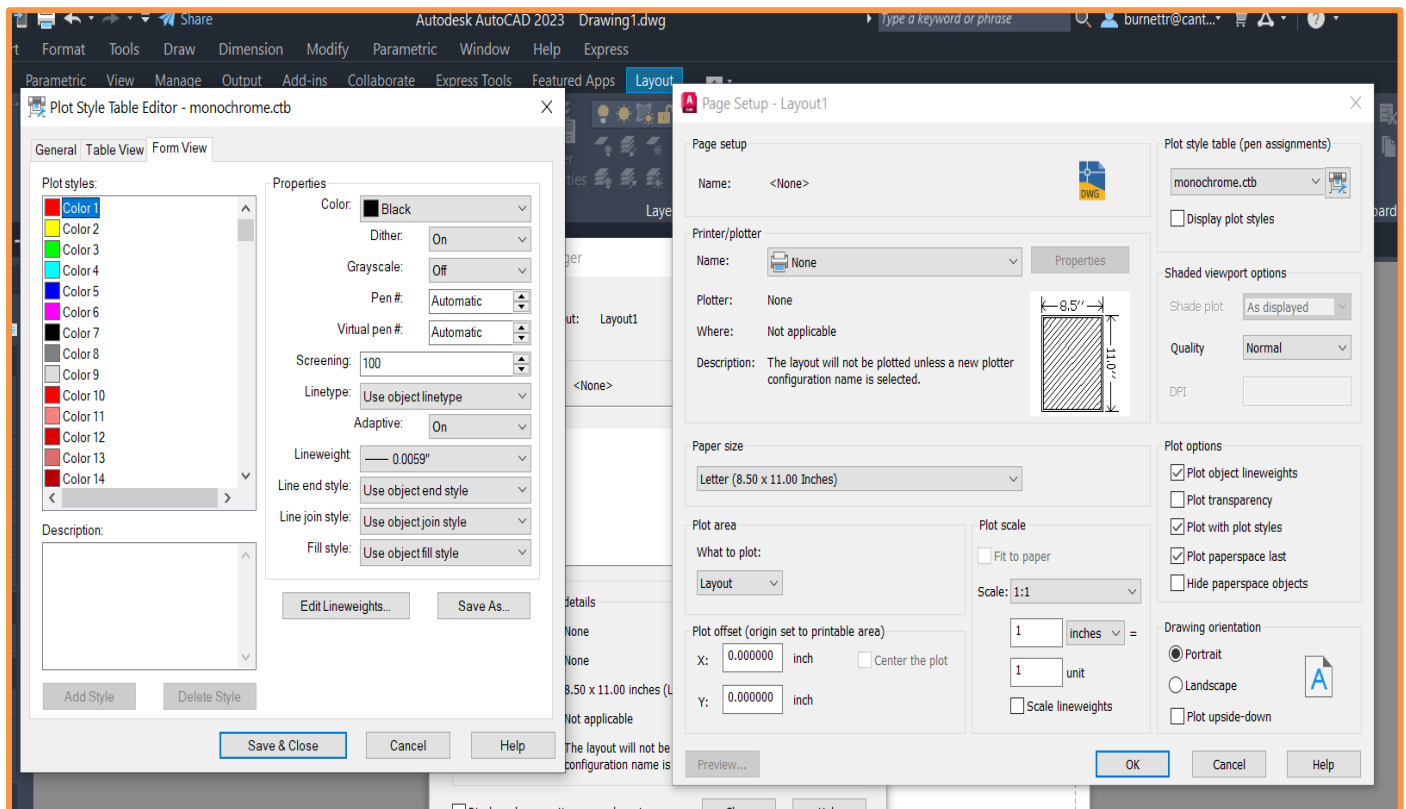 Share
Autodesk AutoCAD 2023 Drawing1.dwg
Type a keyword or phrase
burnettr@cant...
Format Tools Draw Dimension Modify Parametric Window Help Express
Parametric View Manage Output Add-ins Collaborate Express Tools Featured Apps Layout
Plot Style Table Editor - monochrome.ctb
General Table View Form View
Plot styles:
Color 1
Color 2
Color 3
Color 4
Color 5
Color 6
Color 7
Color 8
Color 9
Color 10
Color 11
Color 12
Color 13
Color 14
Description:
Add Style Delete Style
Properties
Color: Black
Dither: On
Grayscale: Off
Pen #: Automatic
Virtual pen #: Automatic
Screening: 100
Linetype: Use object linetype
Adaptive: On
Lineweight: 0.0059"
Line end style: Use object end style
Line join style: Use object join style
Fill style: Use object fill style
Edit Lineweights... Save As...
Save & Close Cancel Help
Laye
ger
ut: Layout1
<None>
details
None
None
8.50 x 11.00 inches (L
Not applicable
The layout will not be
configuration name is
Page Setup - Layout1
Page setup
Name: <None>
DWG
Printer/plotter
Name: None Properties
Plotter: None
Where: Not applicable
Description: The layout will not be plotted unless a new plotter
configuration name is selected.
8.5''
11.0''
Paper size
Letter (8.50 x 11.00 Inches)
Plot area
What to plot:
Layout
Plot offset (origin set to printable area)
X: 0.000000 inch Center the plot
Y: 0.000000 inch
Plot scale
Fit to paper
Scale: 1:1
1 inches =
1 unit
Scale lineweights
Plot style table (pen assignments)
monochrome.ctb
Display plot styles
Shaded viewport options
Shade plot As displayed
Quality Normal
DPI
Plot options
Plot object lineweights
Plot transparency
Plot with plot styles
Plot paperspace last
Hide paperspace objects
Drawing orientation
Portrait
Landscape
Plot upside-down
A
Preview... OK Cancel Help